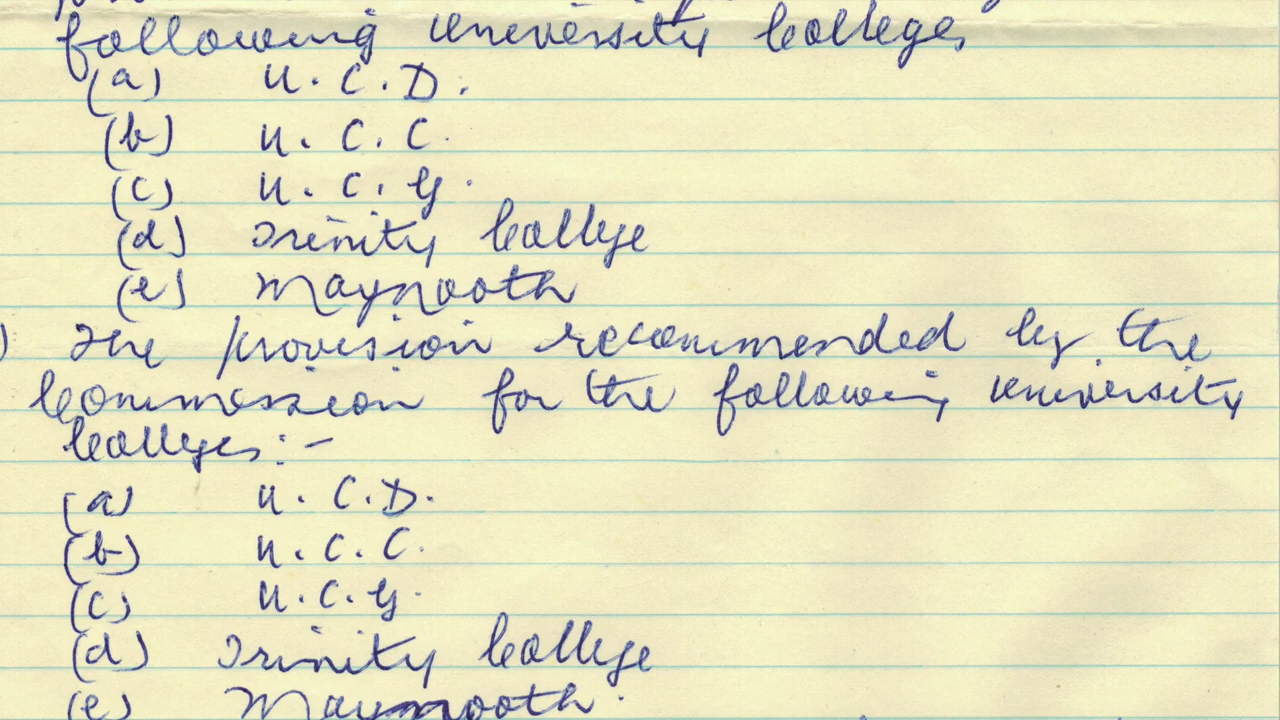 following university Colleges
(a) U.C.D.
(b) U.C.C.
(c) U.C.G.
(d) Trinity College
(e) Maynooth
) The provision recommended by the
Commission for the following university
Colleges:-
(a) U.C.D.
(b) U.C.C.
(c) U.C.G.
(d) Trinity College
(e) Maynooth.